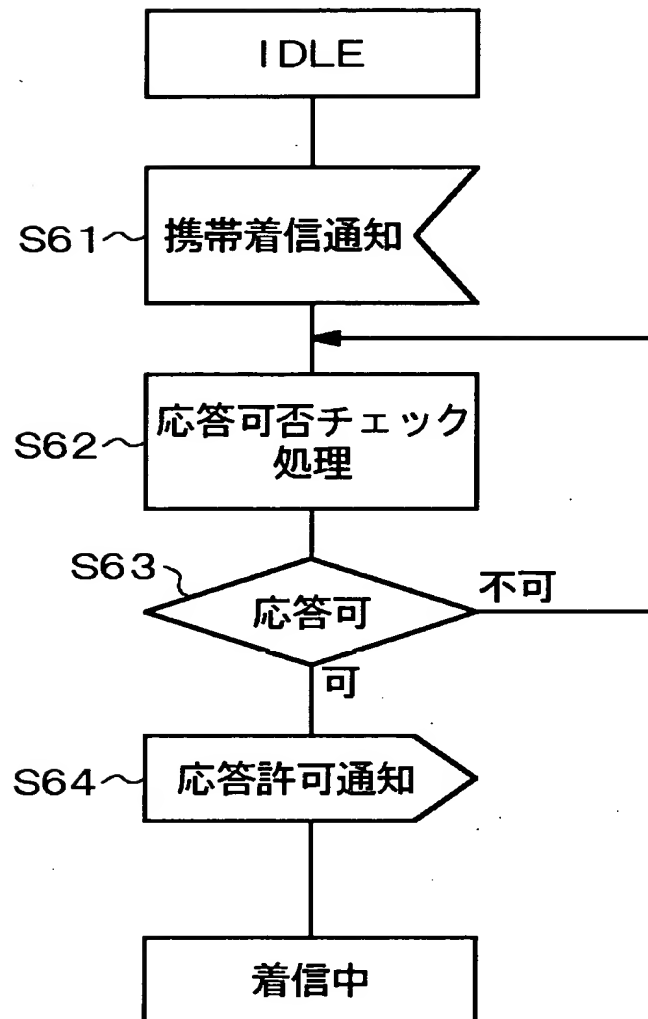 IDLE
S61
携帯着信通知
S62
応答可否チェック
処理
S63
応答可
不可
可
S64
応答許可通知
着信中